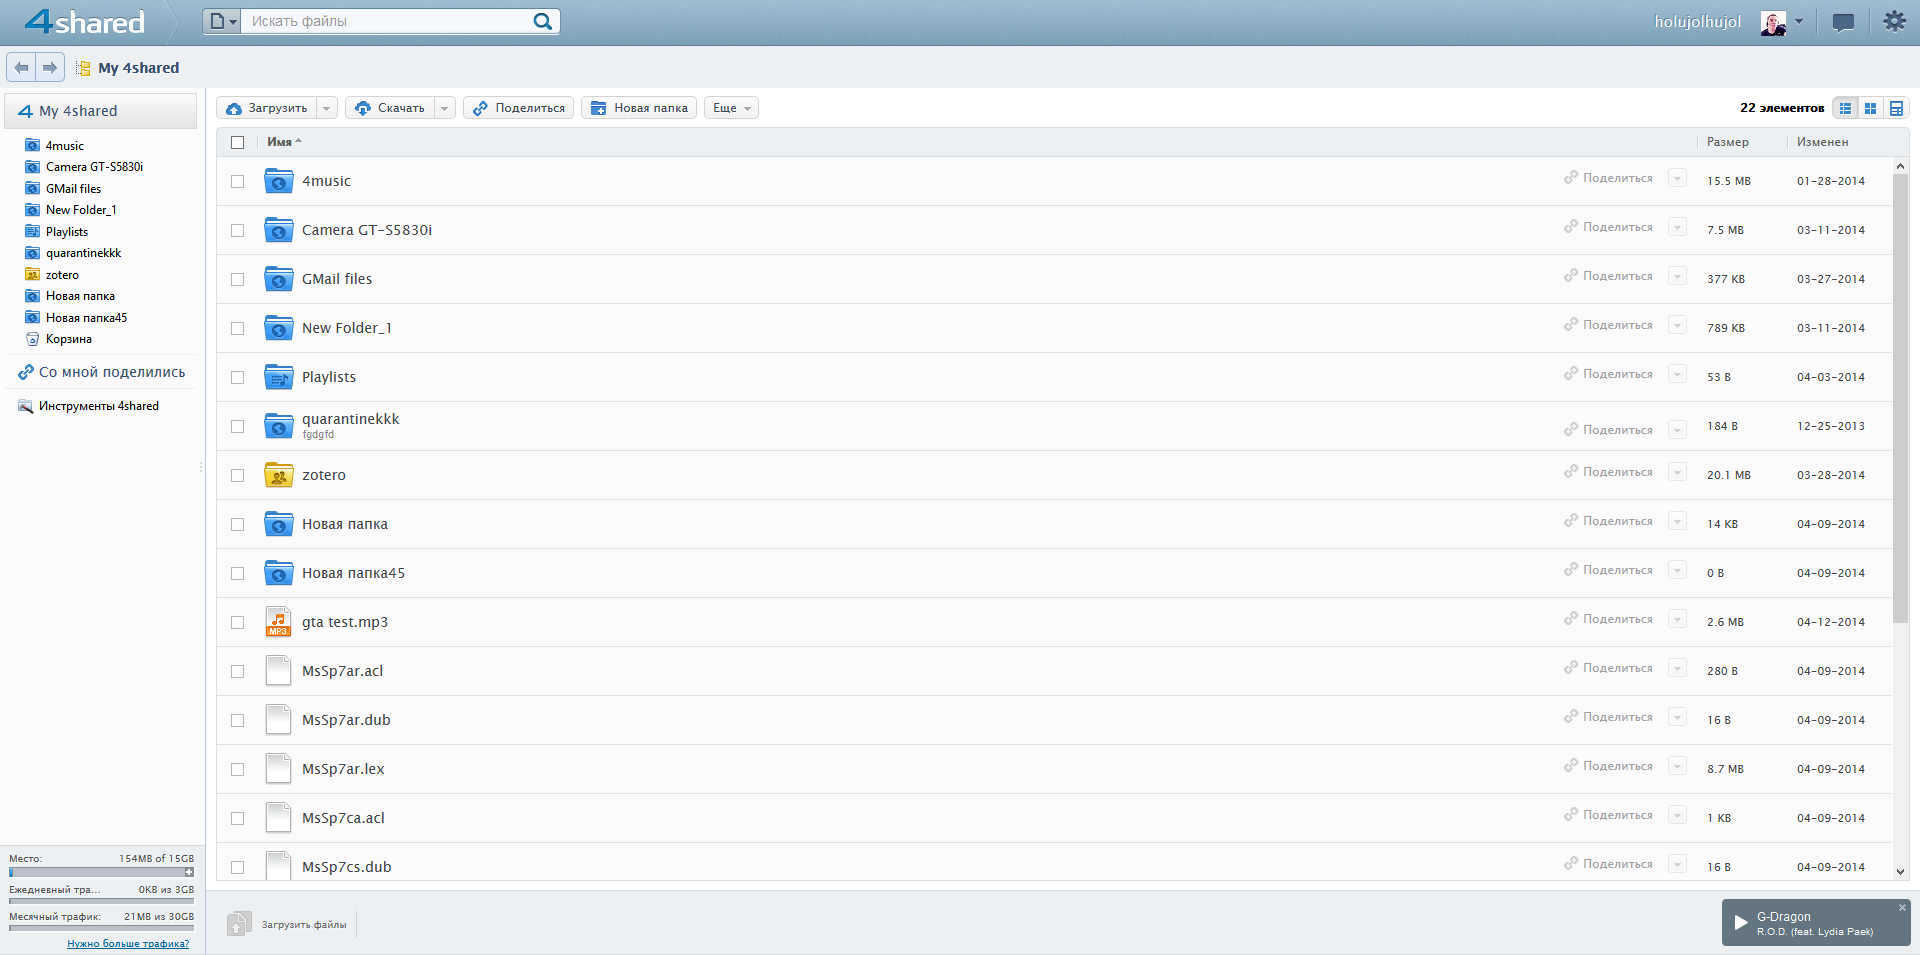 4shared
Искать файлы
holujolhujol
My 4shared
My 4shared
4music
Camera GT-S5830i
GMail files
New Folder_1
Playlists
quarantinekkk
zotero
Новая папка
Новая папка45
Корзина
Со мной поделились
Инструменты 4shared
Место: 154MB of 15GB
Ежедневный тра... 0KB из 3GB
Месячный трафик: 21MB из 30GB
Нужно больше трафика?
Загрузить Скачать Поделиться Новая папка Еще 22 элементов
Имя Размер Изменен
4music Поделиться 15.5 MB 01-28-2014
Camera GT-S5830i Поделиться 7.5 MB 03-11-2014
GMail files Поделиться 377 KB 03-27-2014
New Folder_1 Поделиться 789 KB 03-11-2014
Playlists Поделиться 53 B 04-03-2014
quarantinekkk Поделиться 184 B 12-25-2013
fgdgfd
zotero Поделиться 20.1 MB 03-28-2014
Новая папка Поделиться 14 KB 04-09-2014
Новая папка45 Поделиться 0 B 04-09-2014
MP3 gta test.mp3 Поделиться 2.6 MB 04-12-2014
MsSp7ar.acl Поделиться 280 B 04-09-2014
MsSp7ar.dub Поделиться 16 B 04-09-2014
MsSp7ar.lex Поделиться 8.7 MB 04-09-2014
MsSp7ca.acl Поделиться 1 KB 04-09-2014
MsSp7cs.dub Поделиться 16 B 04-09-2014
Загрузить файлы
G-Dragon
R.O.D. (feat. Lydia Paek)